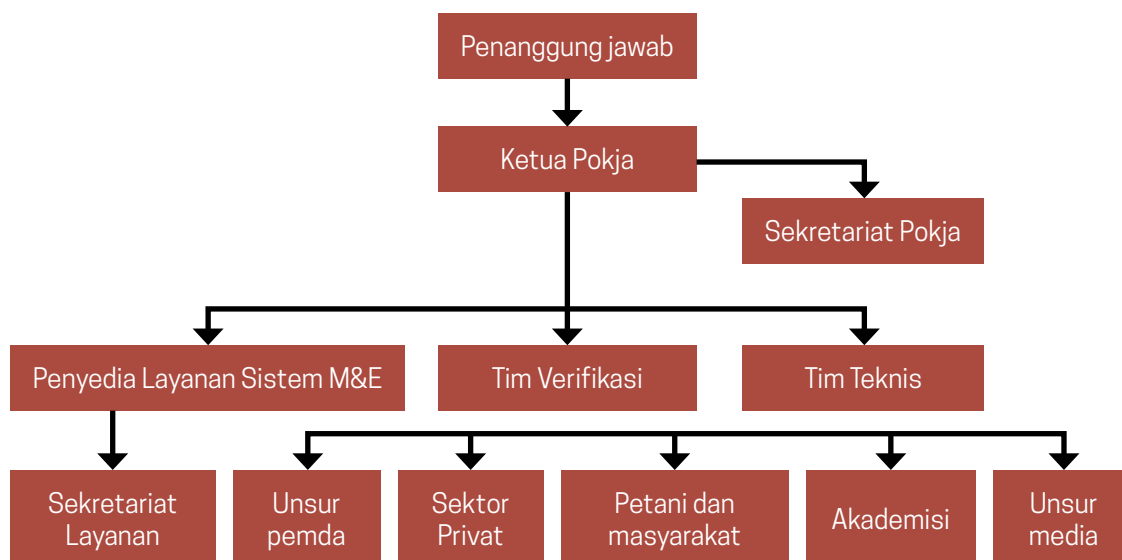 Penanggung jawab
Ketua Pokja
Sekretariat Pokja
Penyedia Layanan Sistem M&E
Tim Verifikasi
Tim Teknis
Sekretariat
Layanan
Unsur
pemda
Sektor
Privat
Petani dan
masyarakat
Akademisi
Unsur
media